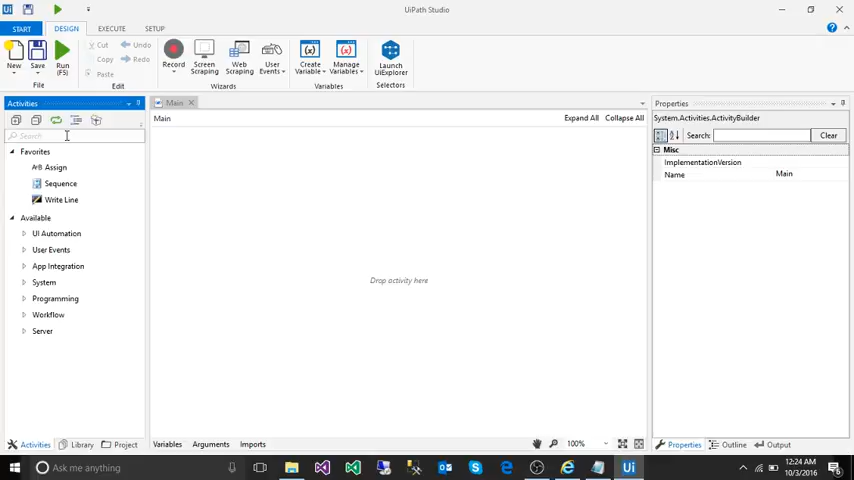 Ui
UiPath Studio
START
DESIGN
EXECUTE
SETUP
New
Save
Run
(F5)
Cut
Copy
Paste
Undo
Redo
Record
Screen
Scraping
Web
Scraping
User
Events
Create
Variable
Manage
Variables
Launch
UiExplorer
File
Edit
Wizards
Variables
Selectors
Activities
Search
Favorites
A+B Assign
Sequence
Write Line
Available
UI Automation
User Events
App Integration
System
Programming
Workflow
Server
Activities
Library
Project
Main
Main
Expand All
Collapse All
Drop activity here
Variables
Arguments
Imports
100%
Properties
System.Activities.ActivityBuilder
Search:
Clear
Misc
ImplementationVersion
Name
Main
Properties
Outline
Output
Ask me anything
Ui
12:24 AM
10/3/2016